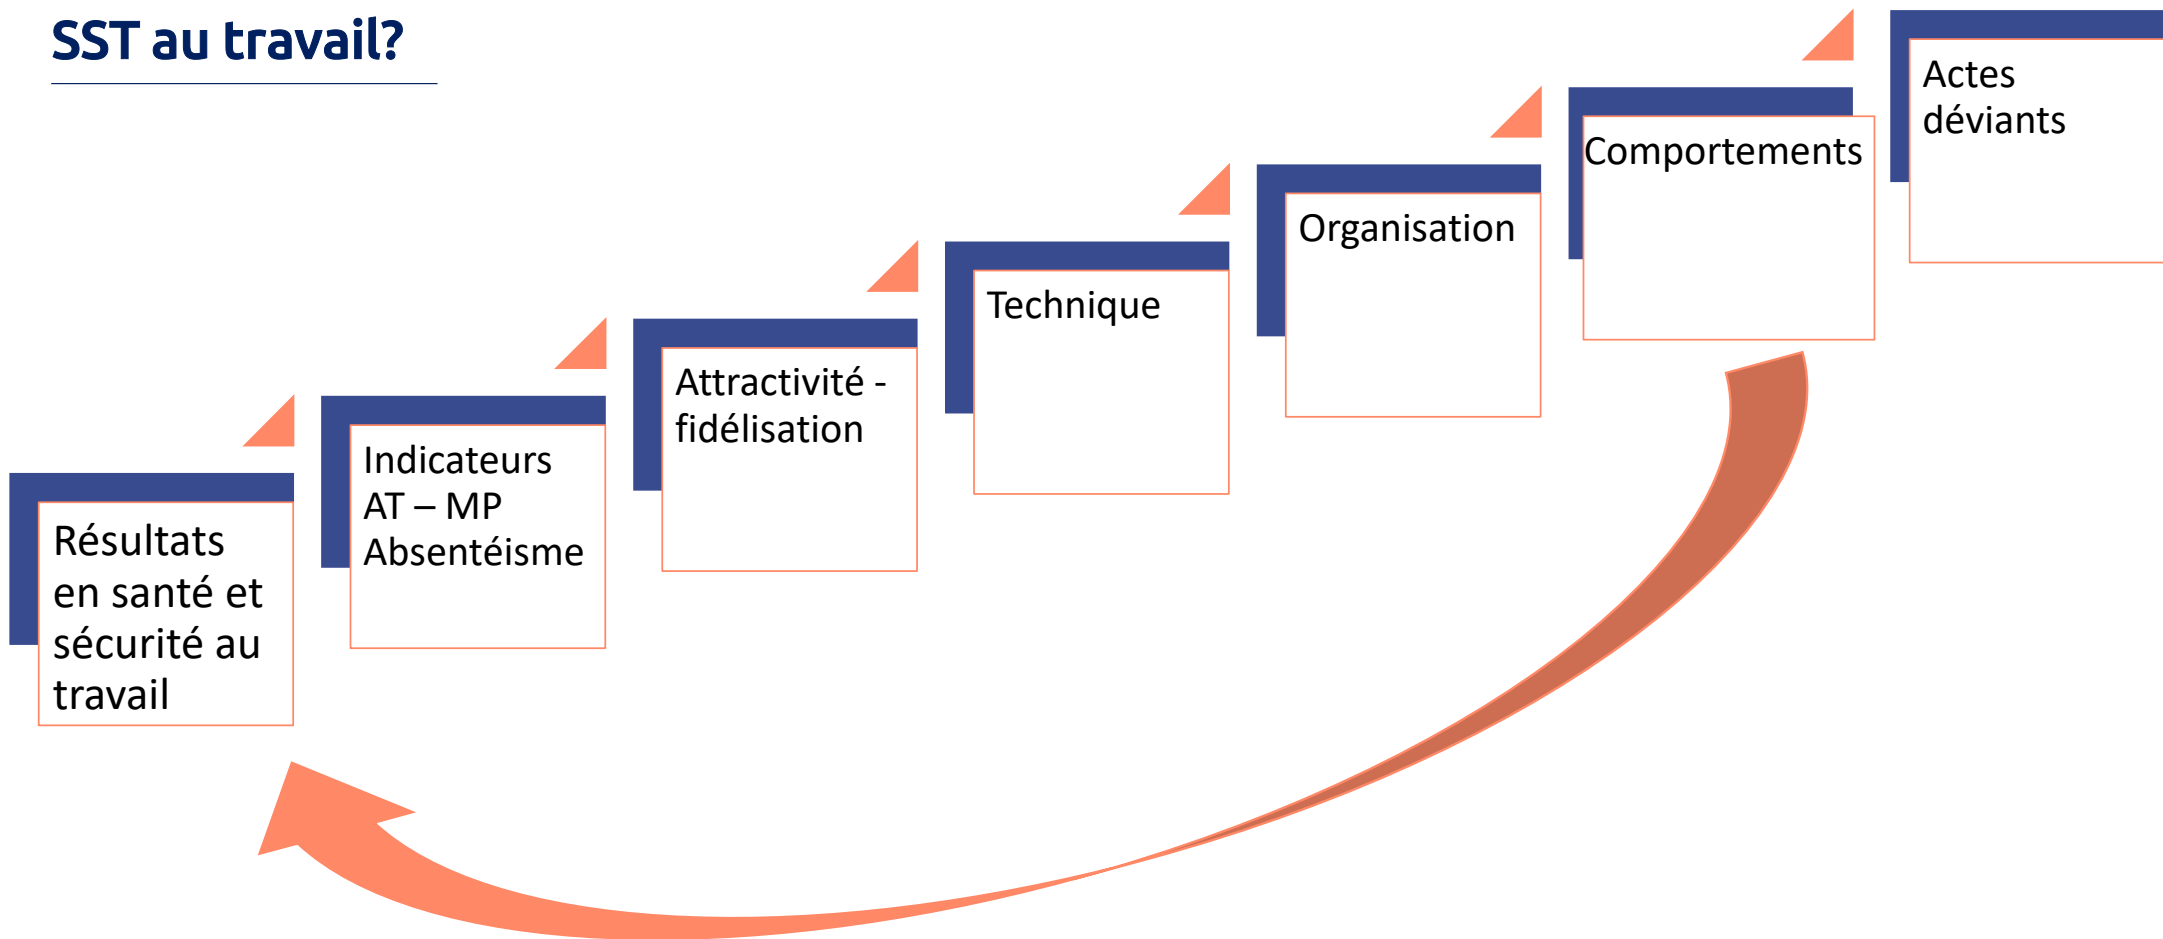 SST au travail?
Résultats
en santé et
sécurité au
travail
Indicateurs
AT – MP
Absentéisme
Attractivité -
fidélisation
Technique
Organisation
Comportements
Actes
déviants